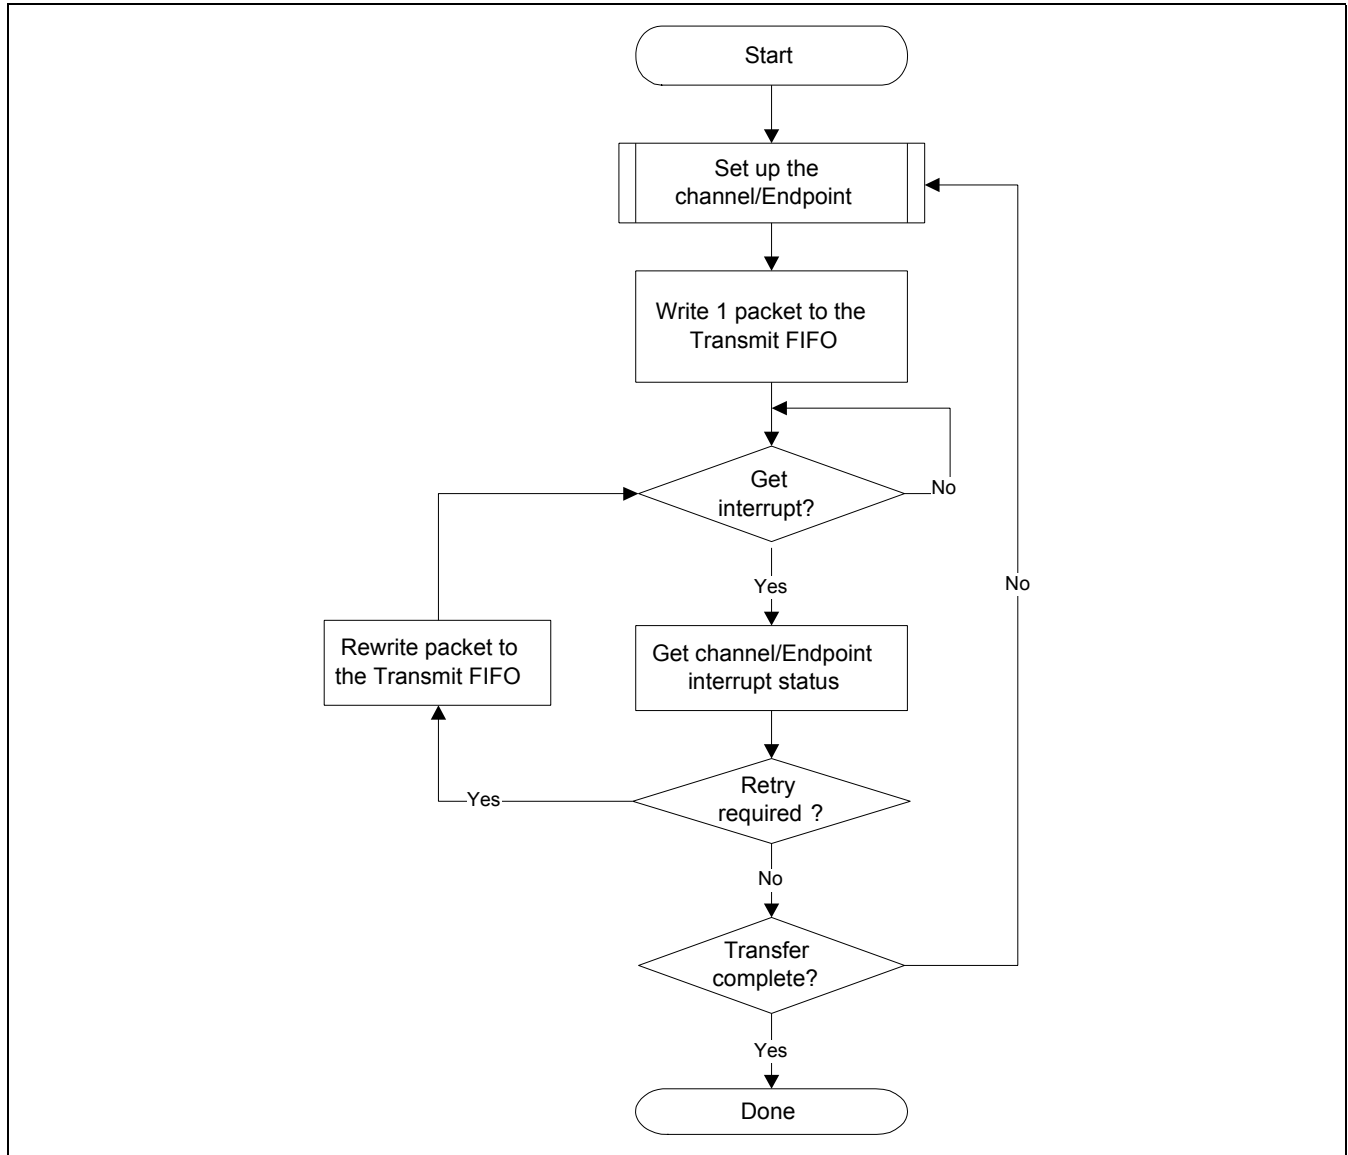 Start
Set up the
channel/Endpoint
Write 1 packet to the
Transmit FIFO
Get
interrupt?
No
Yes
No
Rewrite packet to
the Transmit FIFO
Get channel/Endpoint
interrupt status
Retry
required ?
Yes
No
Transfer
complete?
Yes
Done